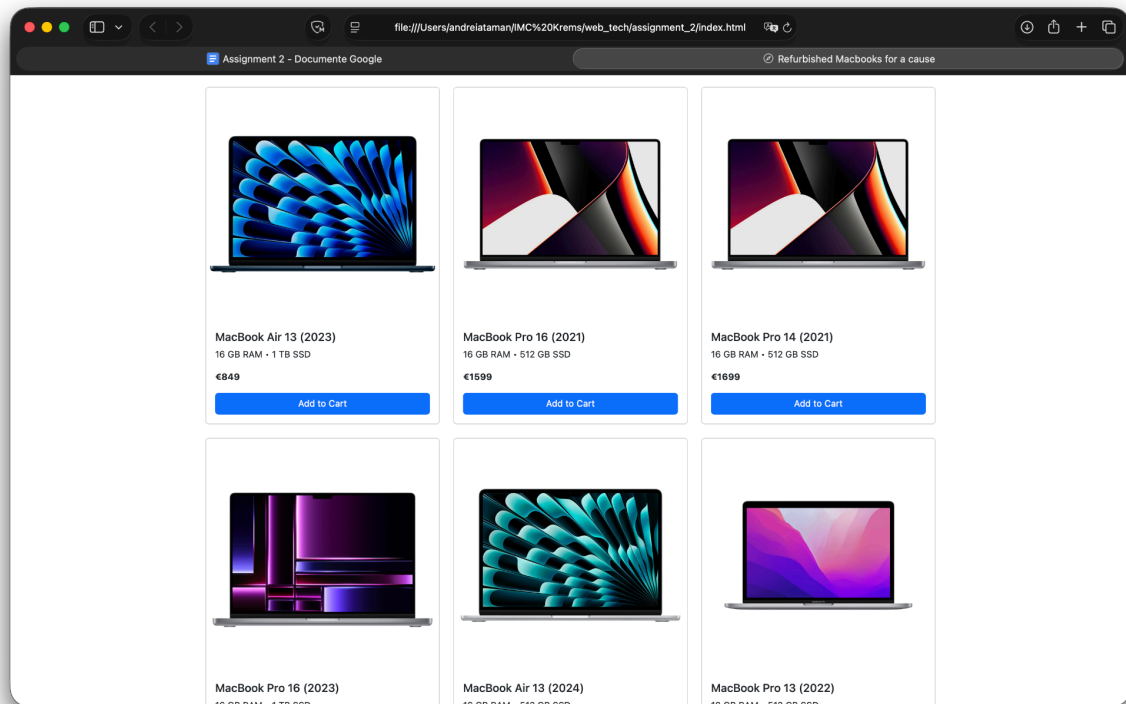 file:///Users/andreiataman/IMC%20Krems/web_tech/assignment_2/index.html
Assignment 2 - Documente Google
Refurbished Macbooks for a cause
MacBook Air 13 (2023)
16 GB RAM • 1 TB SSD
€849
Add to Cart
MacBook Pro 16 (2021)
16 GB RAM • 512 GB SSD
€1599
Add to Cart
MacBook Pro 14 (2021)
16 GB RAM • 512 GB SSD
€1699
Add to Cart
MacBook Pro 16 (2023)
MacBook Air 13 (2024)
MacBook Pro 13 (2022)